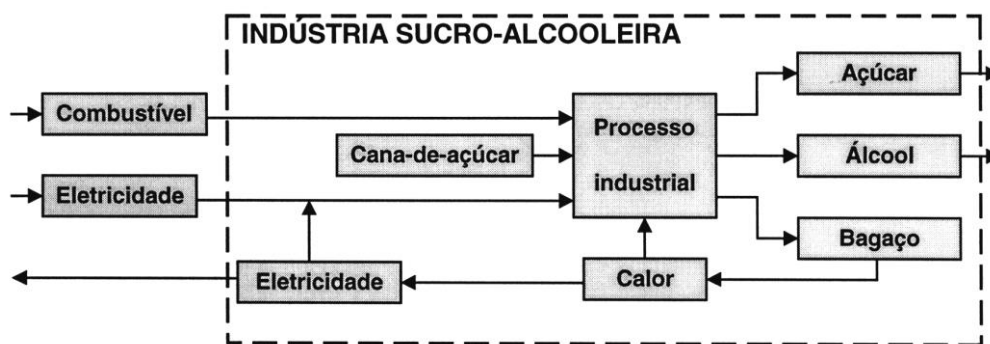 INDÚSTRIA SUCRO-ALCOOLEIRA
Açúcar
Combustível
Processo
industrial
Cana-de-açúcar
Álcool
Eletricidade
Bagaço
Eletricidade
Calor